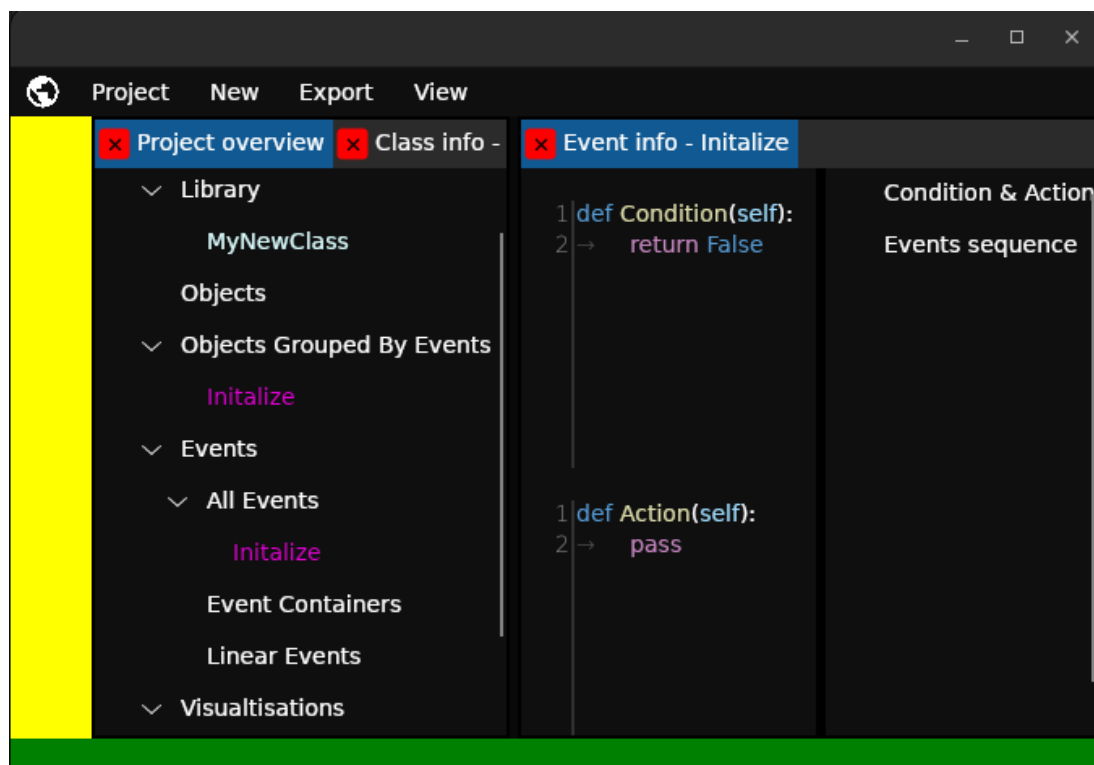 Project New Export View
× Project overview × Class info -
Library
MyNewClass
Objects
Objects Grouped By Events
Initalize
Events
All Events
Initalize
Event Containers
Linear Events
Visualtisations
× Event info - Initalize
1 def Condition(self):
2 → return False
1 def Action(self):
2 → pass
Condition & Action
Events sequence